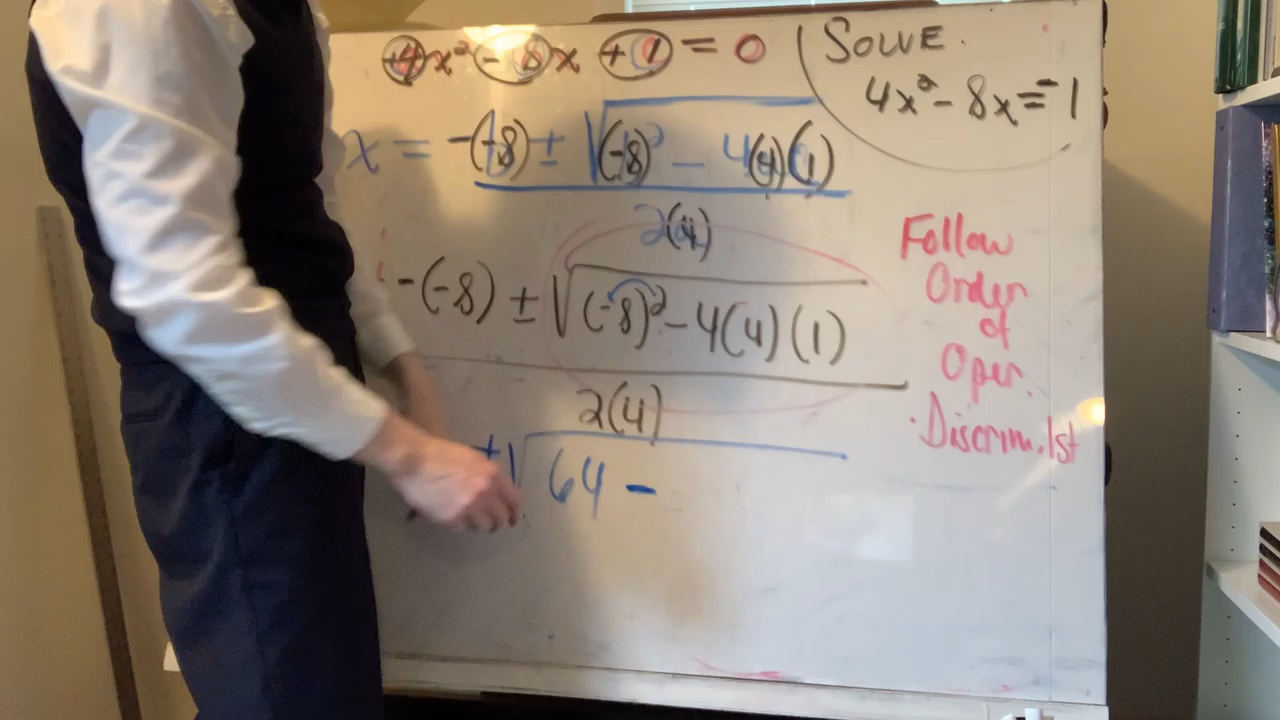 +4x² - 8x + 1 = 0
SOLVE.
4x² - 8x = -1
x = -(-8) ± √(-8)² - 4(4)(1)
2(4)
-(-8) ± √(-8)² - 4(4)(1)
2(4)
± √64 -
Follow
Order
of
Oper.
· Discrim. 1st